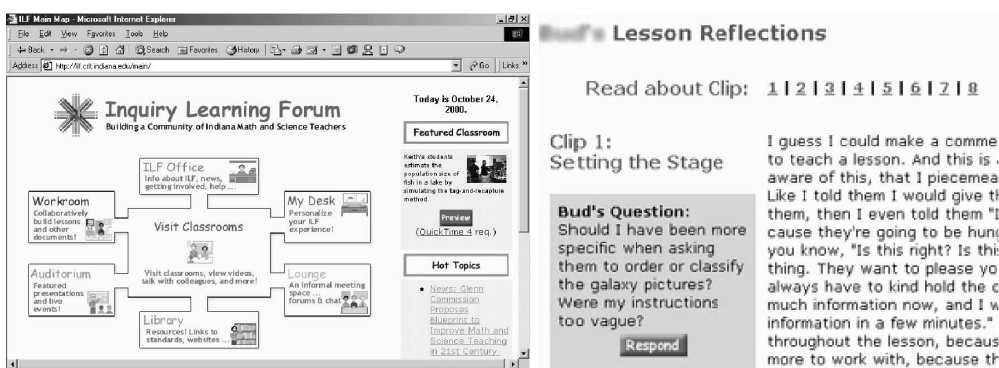 ILF Main Map - Microsoft Internet Explorer
File Edit View Favorites Tools Help
Back Search Favorites History
Address http://ilf.crlt.indiana.edu/main/ Go Links »
Inquiry Learning Forum
Building a Community of Indiana Math and Science Teachers
ILF Office
Info about ILF, news,
getting involved, help ...
Workroom
Collaboratively
build lessons
and other
documents!
My Desk
Personalize
your ILF
experience!
Visit Classrooms
Visit classrooms, view videos,
talk with colleagues, and more!
Auditorium
Featured
presentations
and live
events!
Lounge
An informal meeting
space ...
forums & chat
Library
Resources! Links to
standards, websites ...
Today is October 24,
2000.
Featured Classroom
Keith's students
estimate the
population size of
fish in a lake by
simulating the tag-and-recapture
method.
Preview
(QuickTime 4 req.)
Hot Topics
• News: Glenn
Commission
Proposes
Blueprint to
Improve Math and
Science Teaching
in 21st Century
Lesson Reflections
Read about Clip: 1 | 2 | 3 | 4 | 5 | 6 | 7 | 8
Clip 1:
Setting the Stage
Bud's Question:
Should I have been more
specific when asking
them to order or classify
the galaxy pictures?
Were my instructions
too vague?
Respond
I guess I could make a comme
to teach a lesson. And this is
aware of this, that I piecemea
Like I told them I would give th
them, then I even told them "I
cause they're going to be hung
you know, "Is this right? Is this
thing. They want to please yo
always have to kind hold the c
much information now, and I w
information in a few minutes."
throughout the lesson, becaus
more to work with, because th